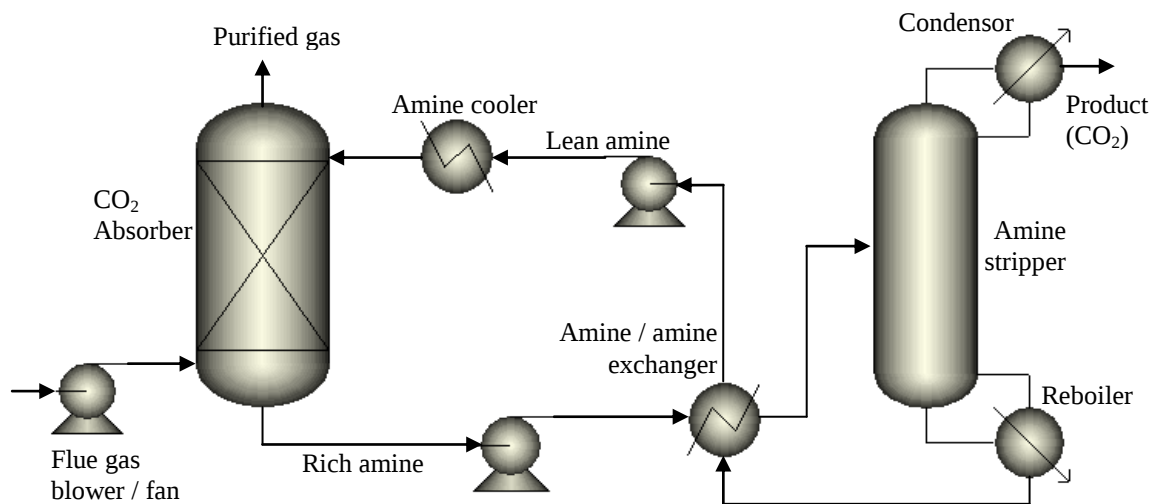 Purified gas
Condensor
Amine cooler
Product
(CO₂)
Lean amine
CO₂
Absorber
Amine
stripper
Amine / amine
exchanger
Reboiler
Rich amine
Flue gas
blower / fan